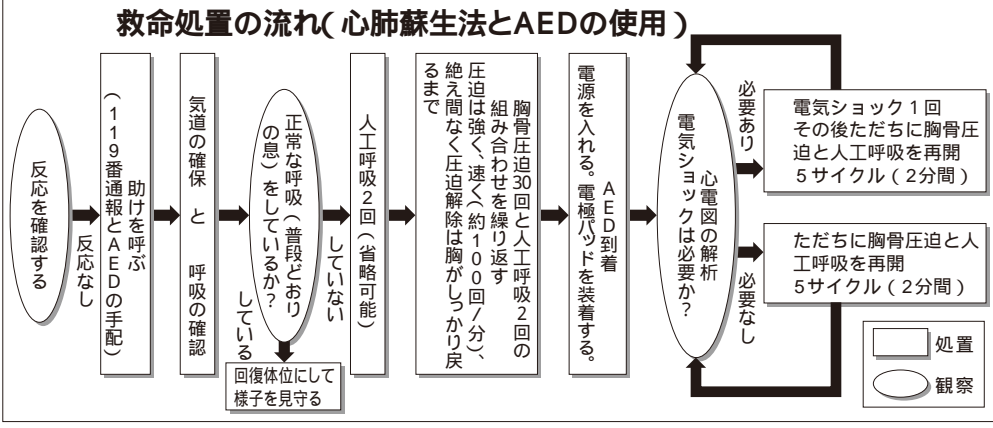 救命処置の流れ(心肺蘇生法とAEDの使用)
反応を確認する
反応なし
助けを呼ぶ
(119番通報とAEDの手配)
気道の確保 と 呼吸の確認
正常な呼吸(普段どおり
の息)をしているか?
している
回復体位にして
様子を見守る
していない
人工呼吸2回(省略可能)
胸骨圧迫30回と人工呼吸2回の
組み合わせを繰り返す
圧迫は強く、速く(約100回/分)、
絶え間なく圧迫解除は胸がしっかり戻
るまで
AED到着
電源を入れる。電極パッドを装着する。
心電図の解析
電気ショックは必要か?
必要あり
電気ショック1回
その後ただちに胸骨圧
迫と人工呼吸を再開
5サイクル(2分間)
必要なし
ただちに胸骨圧迫と人
工呼吸を再開
5サイクル(2分間)
処置
観察